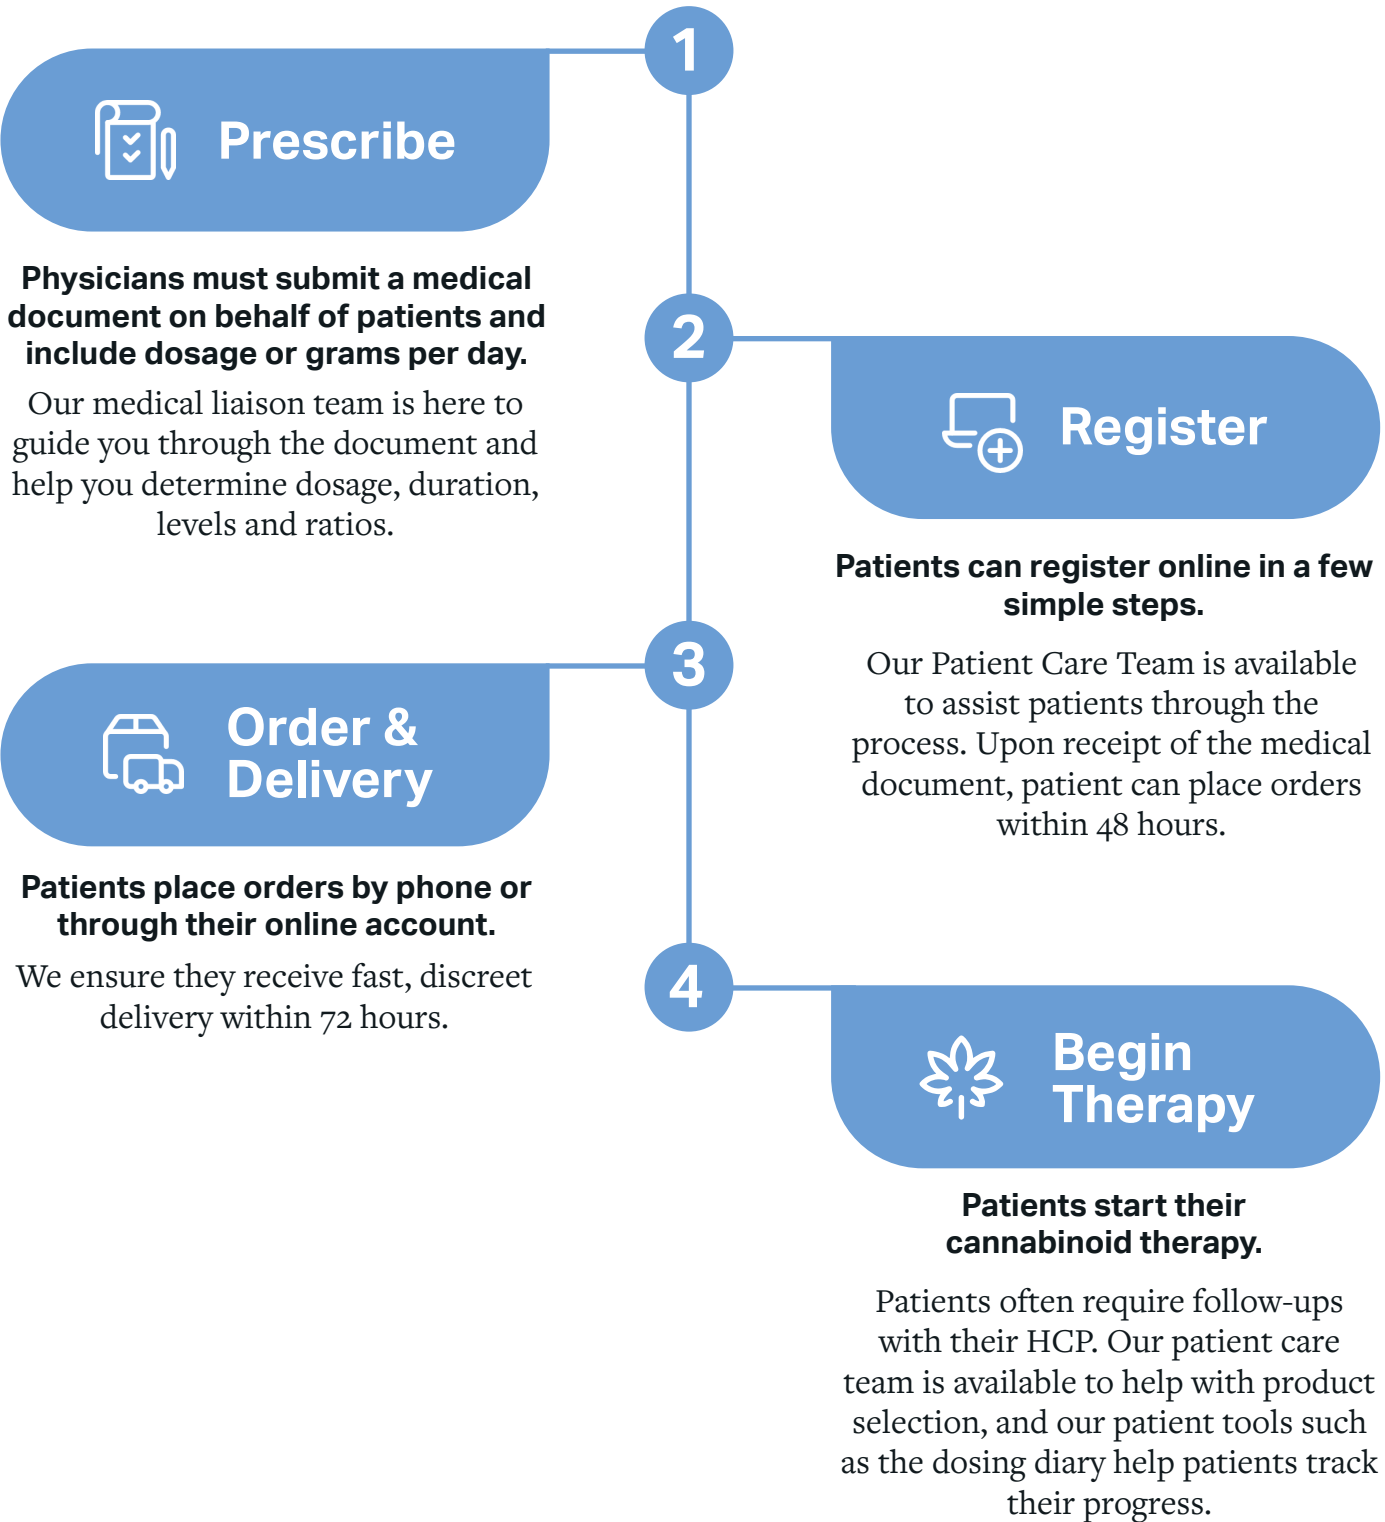 1
Prescribe
Physicians must submit a medical
document on behalf of patients and
include dosage or grams per day.
Our medical liaison team is here to
guide you through the document and
help you determine dosage, duration,
levels and ratios.
2
Register
Patients can register online in a few
simple steps.
Our Patient Care Team is available
to assist patients through the
process. Upon receipt of the medical
document, patient can place orders
within 48 hours.
3
Order &
Delivery
Patients place orders by phone or
through their online account.
We ensure they receive fast, discreet
delivery within 72 hours.
4
Begin
Therapy
Patients start their
cannabinoid therapy.
Patients often require follow-ups
with their HCP. Our patient care
team is available to help with product
selection, and our patient tools such
as the dosing diary help patients track
their progress.